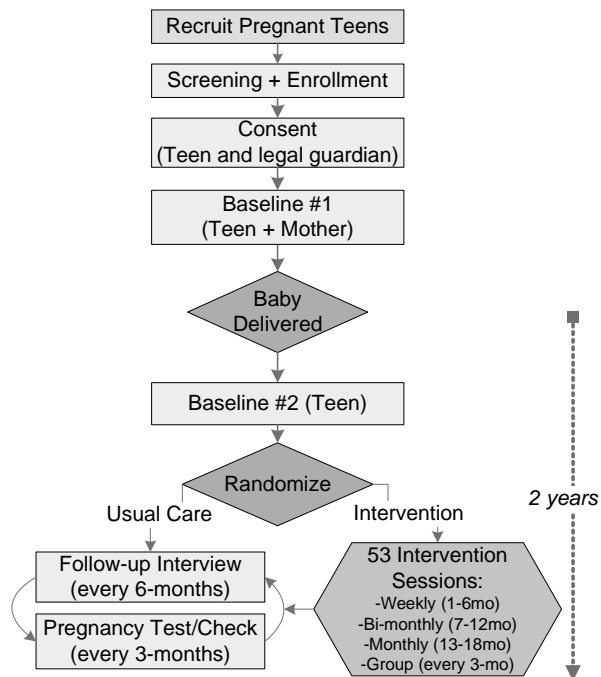 Recruit Pregnant Teens
Screening + Enrollment
Consent
(Teen and legal guardian)
Baseline #1
(Teen + Mother)
Baby
Delivered
Baseline #2 (Teen)
Randomize
Usual Care
Intervention
2 years
Follow-up Interview
(every 6-months)
Pregnancy Test/Check
(every 3-months)
53 Intervention
Sessions:
-Weekly (1-6mo)
-Bi-monthly (7-12mo)
-Monthly (13-18mo)
-Group (every 3-mo)